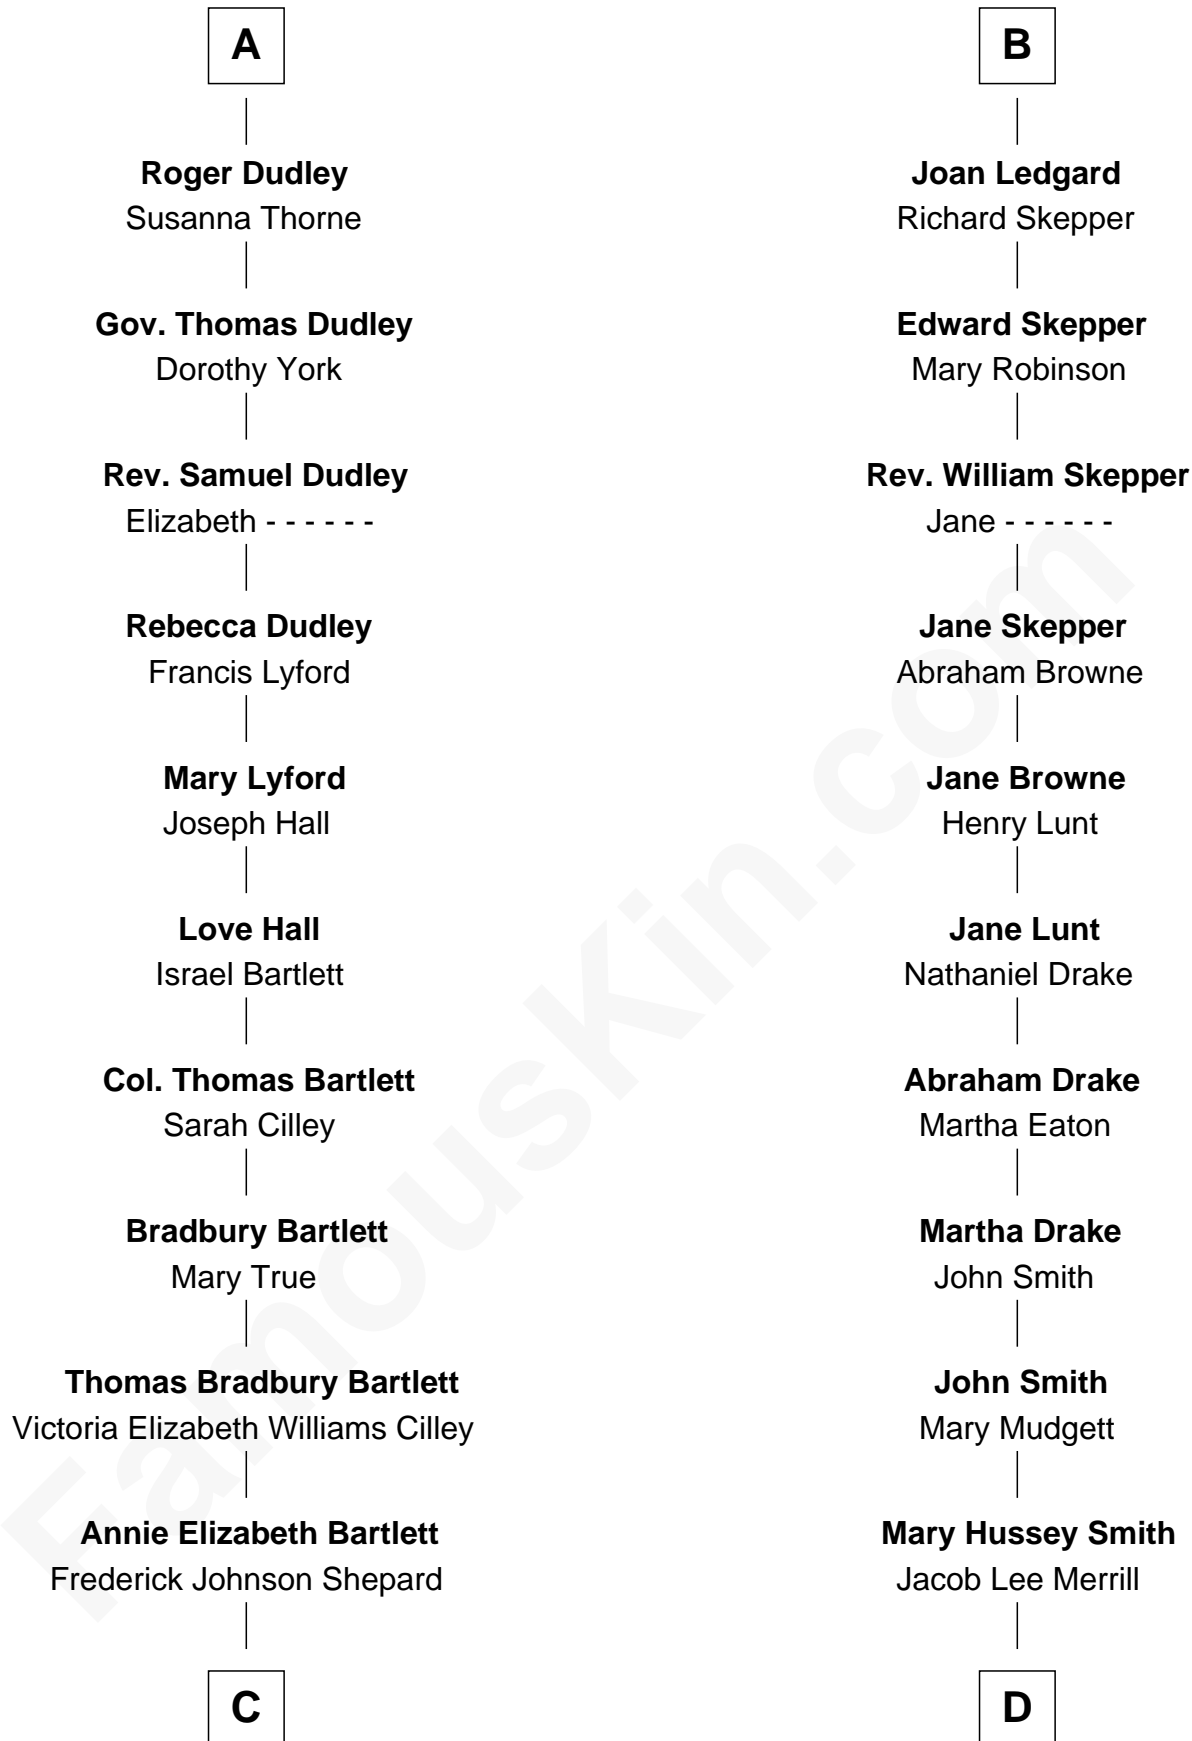 A
Roger Dudley
Susanna Thorne
Gov. Thomas Dudley
Dorothy York
Rev. Samuel Dudley
Elizabeth - - - - - -
Rebecca Dudley
Francis Lyford
Mary Lyford
Joseph Hall
Love Hall
Israel Bartlett
Col. Thomas Bartlett
Sarah Cilley
Bradbury Bartlett
Mary True
Thomas Bradbury Bartlett
Victoria Elizabeth Williams Cilley
Annie Elizabeth Bartlett
Frederick Johnson Shepard
C
B
Joan Ledgard
Richard Skepper
Edward Skepper
Mary Robinson
Rev. William Skepper
Jane - - - - - -
Jane Skepper
Abraham Browne
Jane Browne
Henry Lunt
Jane Lunt
Nathaniel Drake
Abraham Drake
Martha Eaton
Martha Drake
John Smith
John Smith
Mary Mudgett
Mary Hussey Smith
Jacob Lee Merrill
D
FamousKin.com